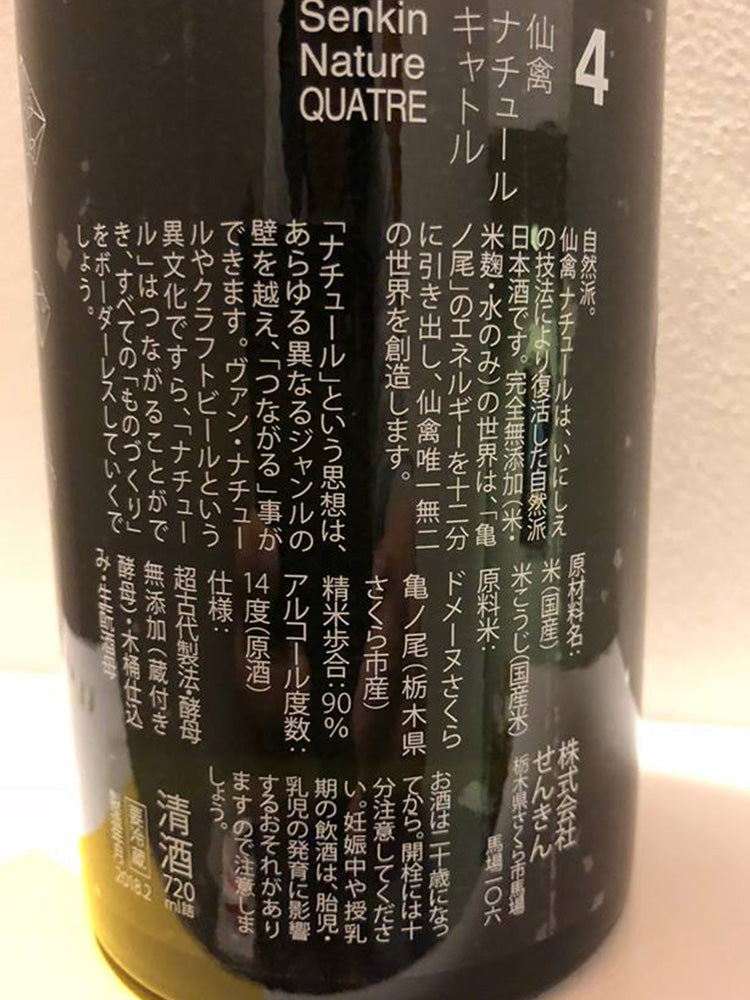 4
仙禽
ナチュール
キャトル
Senkin
Nature
QUATRE
自然派。
仙禽 ナチュールは、いにしえ
の技法により復活した自然派
日本酒です。完全無添加(米・
米麹・水のみ)の世界は、「亀
ノ尾」のエネルギーを十二分
に引き出し、仙禽唯一無二
の世界を創造します。
「ナチュール」という思想は、
あらゆる異なるジャンルの
壁を越え、「つながる」事が
できます。ヴァン・ナチュー
ルやクラフトビールという
異文化ですら、「ナチュー
ル」はつながることがで
き、すべての「ものづくり」
をボーダーレスしていくで
しょう。
原材料名:
米(国産)
米こうじ(国産米)
原料米:
ドメーヌさくら
亀ノ尾(栃木県
さくら市産)
精米歩合:90%
アルコール度数:
14度(原酒)
仕様:
超古代製法・酵母
無添加(蔵付き
酵母)・木桶仕込
み・生酛酒母
株式会社
せんきん
栃木県さくら市馬場
馬場一〇六
お酒は二十歳になっ
てから。開栓には十
分注意してくださ
い。妊娠中や授乳
期の飲酒は、胎児・
乳児の発育に影響
するおそれがあり
ますので注意しま
しょう。
清酒 720ml詰
要冷蔵
製造年月 2018.2